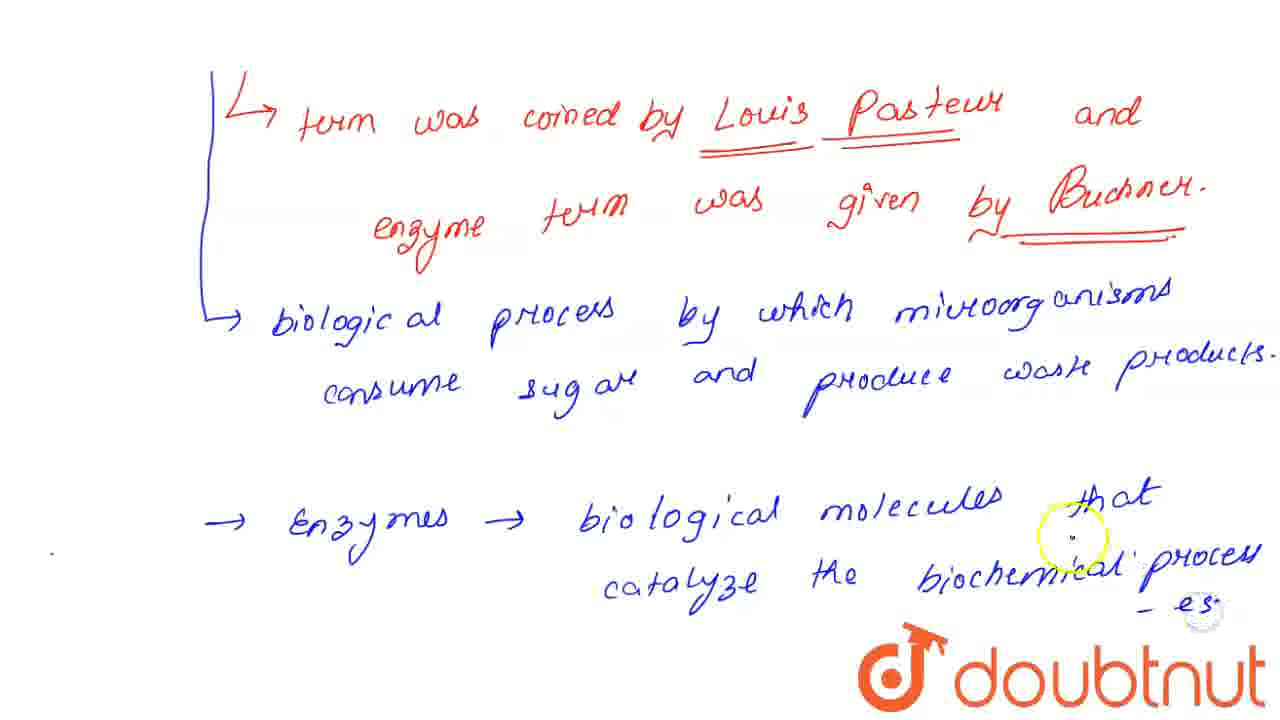 term was coined by Louis Pasteur and
enzyme term was given by Buchner.
biological process by which microorganisms
consume sugar and produce waste products.
→ Enzymes → biological molecules that
catalyze the biochemical process
- es
doubtnut